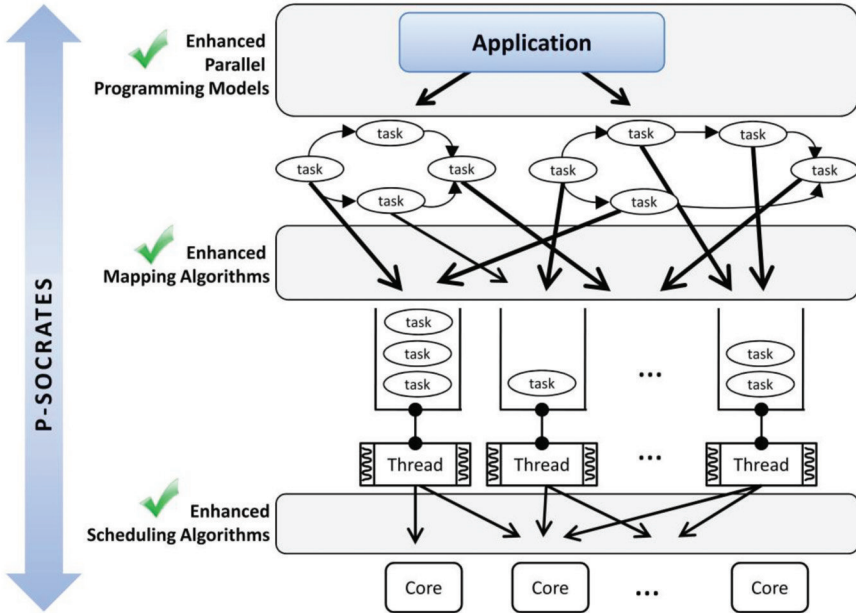 P-SOCRATES
Enhanced
Parallel
Programming Models
Application
task
task
task
task
task
task
task
task
task
Enhanced
Mapping Algorithms
task
task
task
task
task
task
...
Thread
Thread
...
Thread
Enhanced
Scheduling Algorithms
Core
Core
...
Core